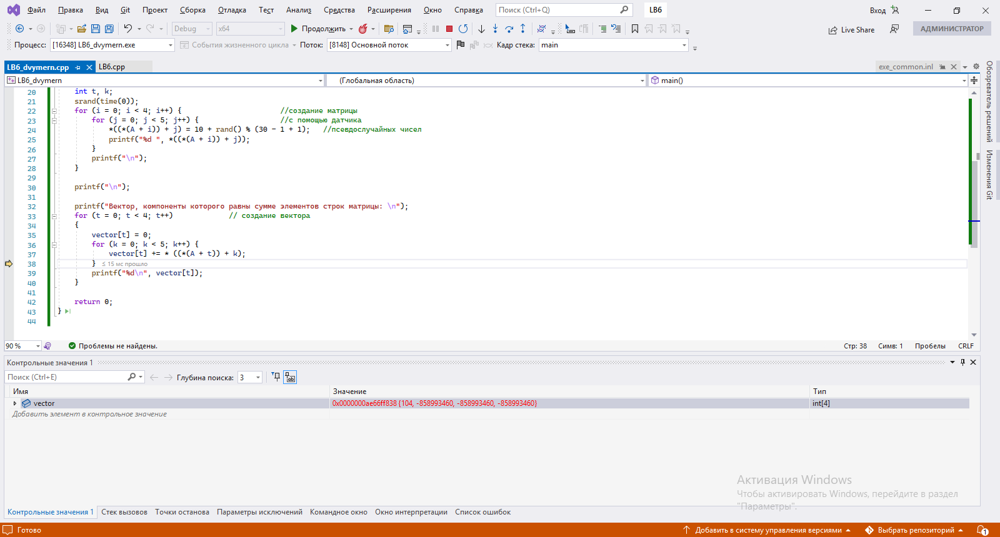 Файл Правка Вид Git Проект Сборка Отладка Тест Анализ Средства Расширения Окно Справка Поиск (Ctrl+Q) LB6 Вход
Debug x64 Продолжить Live Share АДМИНИСТРАТОР
Процесс: [16348] LB6_dvymern.exe События жизненного цикла Поток: [8148] Основной поток Кадр стека: main
LB6_dvymern.cpp LB6.cpp exe_common.inl
LB6_dvymern (Глобальная область) main()
20 int t, k;
21 srand(time(0));
22 for (i = 0; i < 4; i++) { //создание матрицы
23 for (j = 0; j < 5; j++) { //с помощью датчика
24 *((*(A + i)) + j) = 10 + rand() % (30 - 1 + 1); //псевдослучайных чисел
25 printf("%d ", *((*(A + i)) + j));
26 }
27 printf("\n");
28 }
29
30 printf("\n");
31
32 printf("Вектор, компоненты которого равны сумме элементов строк матрицы: \n");
33 for (t = 0; t < 4; t++) // создание вектора
34 {
35 vector[t] = 0;
36 for (k = 0; k < 5; k++) {
37 vector[t] += * ((*(A + t)) + k);
38 } ≤ 15 мс прошло
39 printf("%d\n", vector[t]);
40 }
41
42 return 0;
43 }
44
90 % Проблемы не найдены. Стр: 38 Симв: 1 Пробелы CRLF
Контрольные значения 1
Поиск (Ctrl+E) Глубина поиска: 3
Имя Значение Тип
vector 0x0000000ae66ff838 {104, -858993460, -858993460, -858993460} int[4]
Добавить элемент в контрольное значение
Активация Windows
Чтобы активировать Windows, перейдите в раздел
"Параметры".
Контрольные значения 1 Стек вызовов Точки останова Параметры исключений Командное окно Окно интерпретации Список ошибок
Готово Добавить в систему управления версиями Выбрать репозиторий 1
Обозреватель решений
Изменения Git